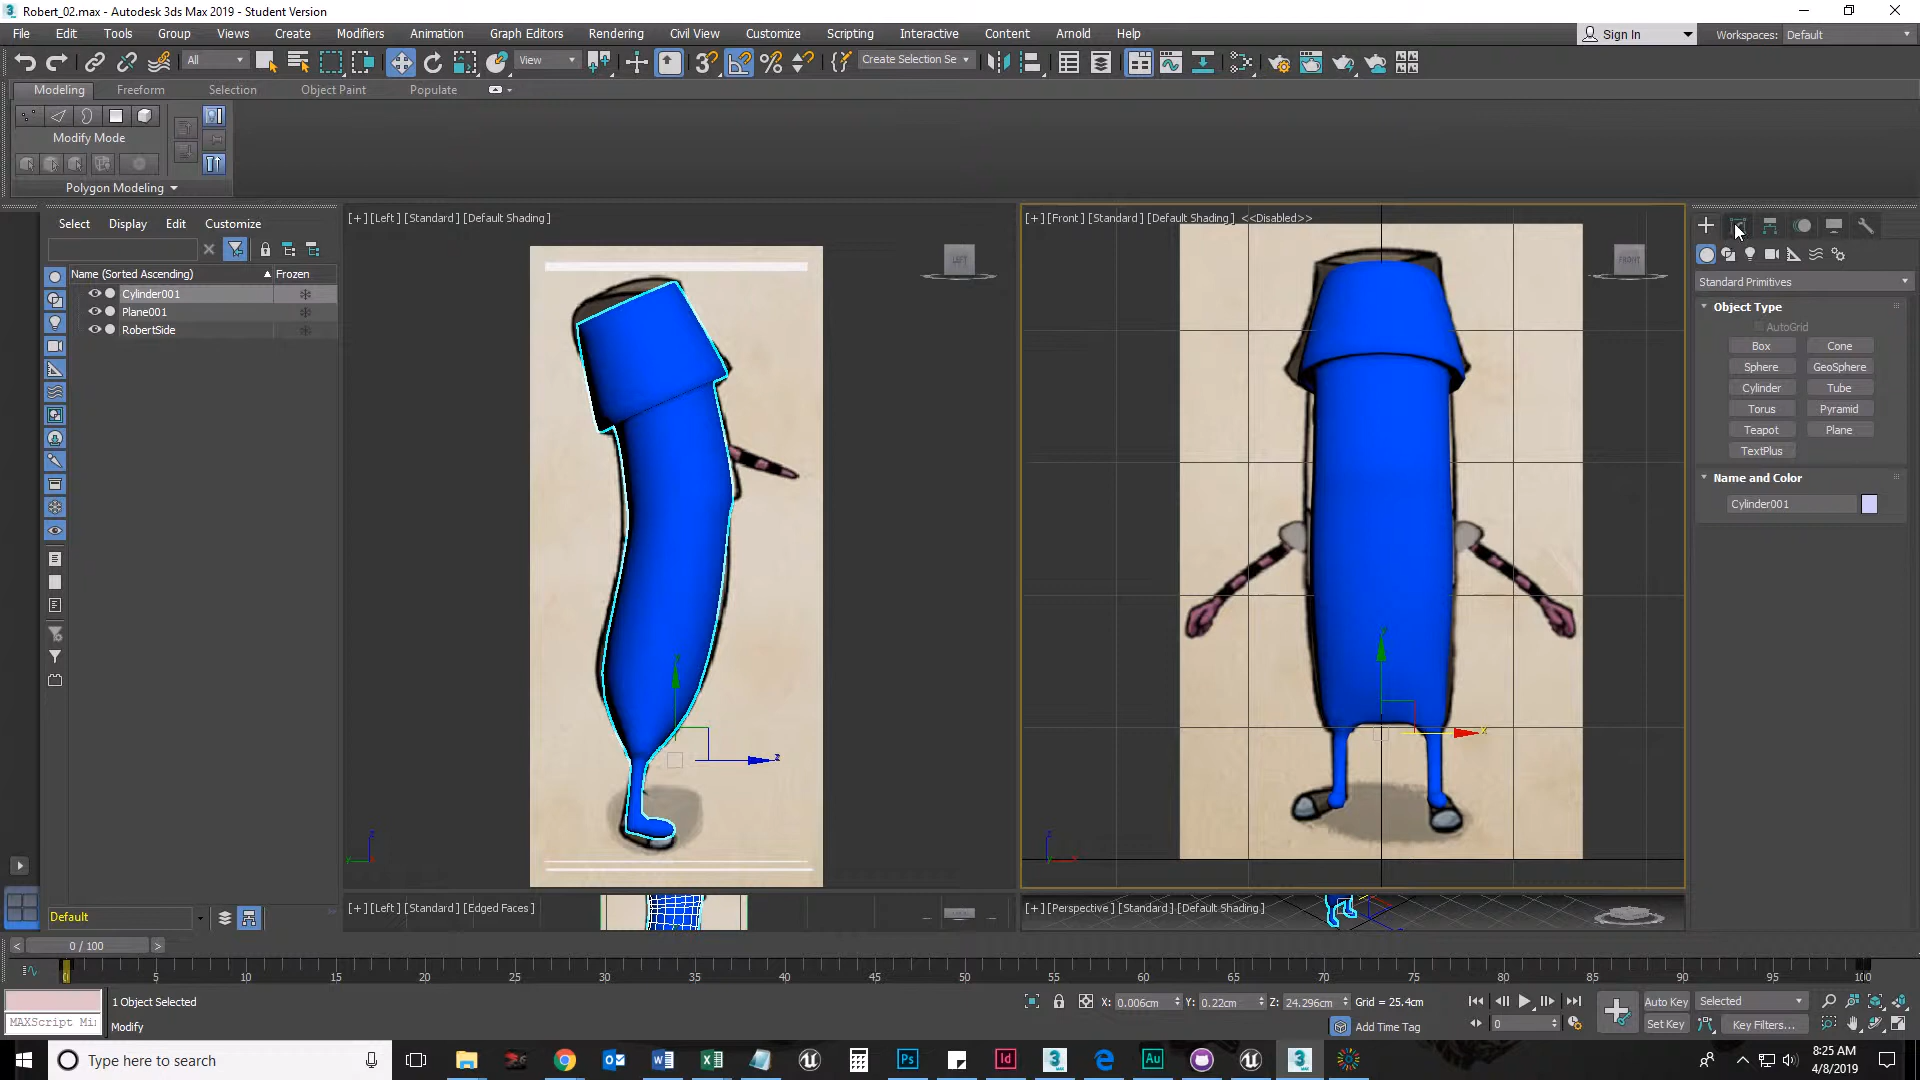 Robert_02.max - Autodesk 3ds Max 2019 - Student Version
File Edit Tools Group Views Create Modifiers Animation Graph Editors Rendering Civil View Customize Scripting Interactive Content Arnold Help Sign In Workspaces: Default
All View Create Selection Se
Modeling Freeform Selection Object Paint Populate
Modify Mode
Polygon Modeling
Select Display Edit Customize
Name (Sorted Ascending) Frozen
Cylinder001
Plane001
RobertSide
[+] [Left] [Standard] [Default Shading]
LEFT
[+] [Front] [Standard] [Default Shading] <<Disabled>>
FRONT
Standard Primitives
Object Type
AutoGrid
Box Cone
Sphere GeoSphere
Cylinder Tube
Torus Pyramid
Teapot Plane
TextPlus
Name and Color
Cylinder001
y
z
y
x
[+] [Left] [Standard] [Edged Faces]
[+] [Perspective] [Standard] [Default Shading]
Default
< 0 / 100 >
0 5 10 15 20 25 30 35 40 45 50 55 60 65 70 75 80 85 90 95 100
1 Object Selected
X: 0.006cm Y: 0.22cm Z: 24.296cm Grid = 25.4cm
Auto Key Selected
MAXScript Mi
Modify
Add Time Tag
0
Set Key Key Filters...
Type here to search
8:25 AM
4/8/2019